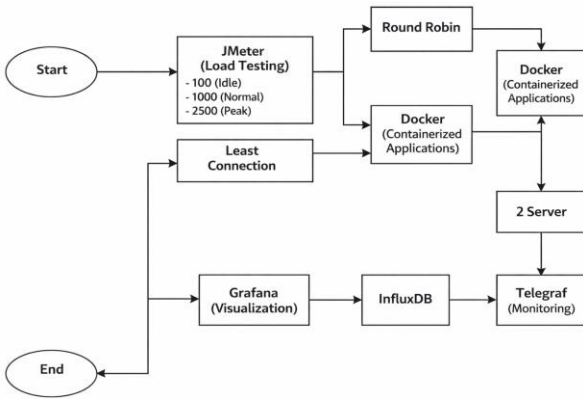 Start
JMeter
(Load Testing)
- 100 (Idle)
- 1000 (Normal)
- 2500 (Peak)
Round Robin
Docker
(Containerized
Applications)
Docker
(Containerized
Applications)
Least
Connection
2 Server
Grafana
(Visualization)
InfluxDB
Telegraf
(Monitoring)
End